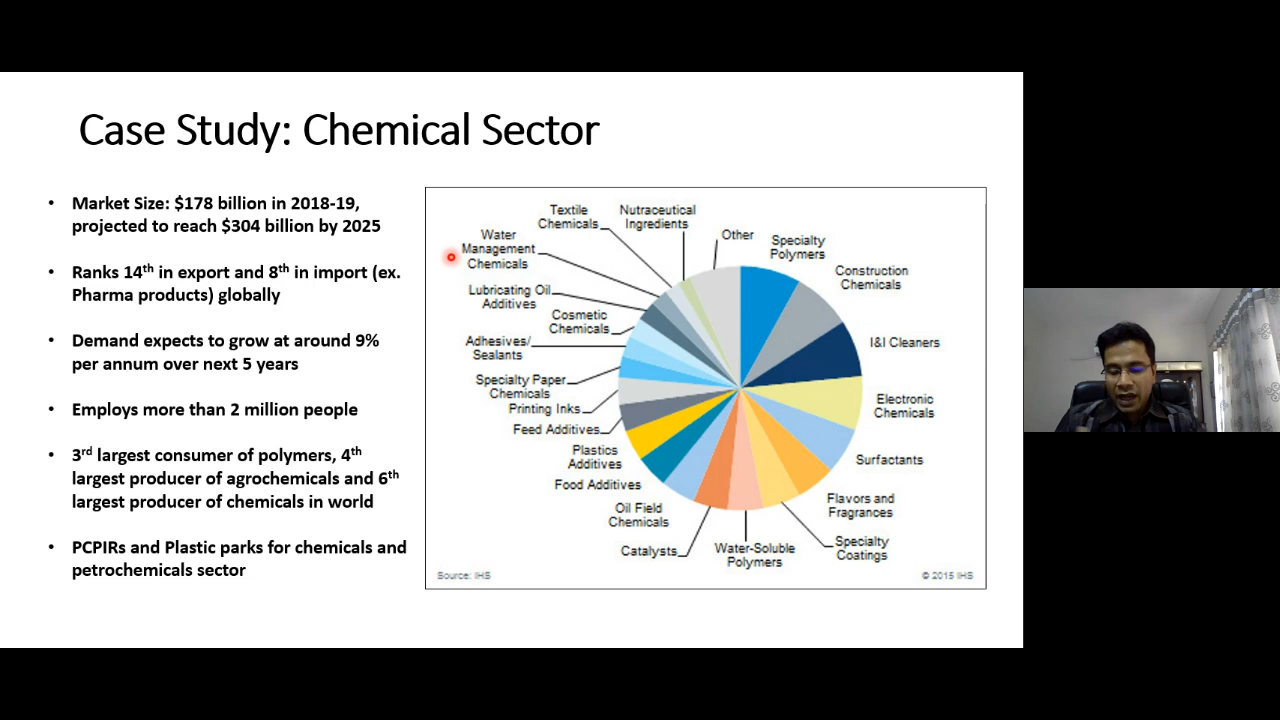 Case Study: Chemical Sector
• Market Size: $178 billion in 2018-19,
projected to reach $304 billion by 2025
• Ranks 14th in export and 8th in import (ex.
Pharma products) globally
• Demand expects to grow at around 9%
per annum over next 5 years
• Employs more than 2 million people
• 3rd largest consumer of polymers, 4th
largest producer of agrochemicals and 6th
largest producer of chemicals in world
• PCPIRs and Plastic parks for chemicals and
petrochemicals sector
Textile
Chemicals
Nutraceutical
Ingredients
Other
Specialty
Polymers
Construction
Chemicals
I&I Cleaners
Electronic
Chemicals
Surfactants
Flavors and
Fragrances
Specialty
Coatings
Water-Soluble
Polymers
Catalysts
Oil Field
Chemicals
Food Additives
Plastics
Additives
Feed Additives
Printing Inks
Specialty Paper
Chemicals
Adhesives/
Sealants
Cosmetic
Chemicals
Lubricating Oil
Additives
Water
Management
Chemicals
Source: IHS
© 2015 IHS